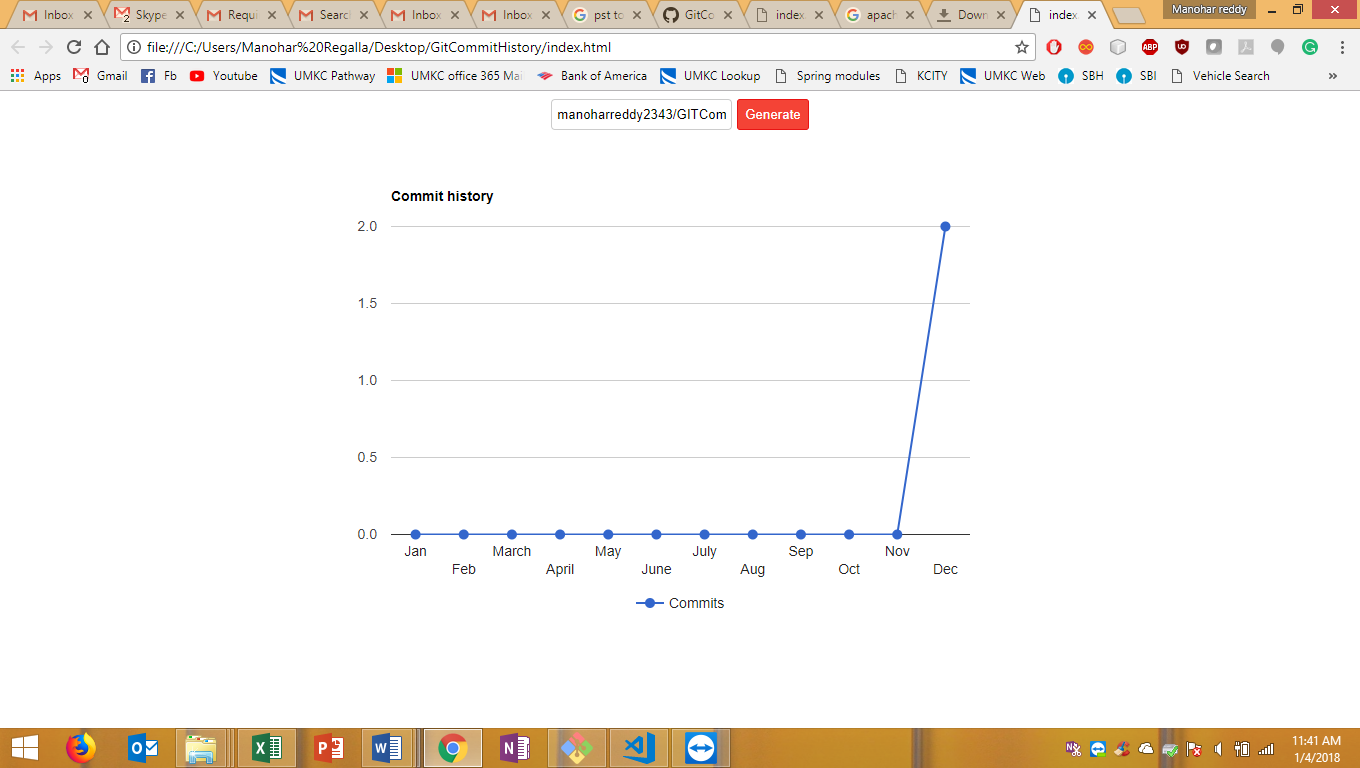 Inbox
2 Skype
Requi
Searcl
Inbox
Inbox
pst to
GitCo
index
apach
Down
index
Manohar reddy
file:///C:/Users/Manohar%20Regalla/Desktop/GitCommitHistory/index.html
ABP
Apps Gmail Fb Youtube UMKC Pathway UMKC office 365 Mai Bank of America UMKC Lookup Spring modules KCITY UMKC Web SBH SBI Vehicle Search »
manoharreddy2343/GITCom Generate
Commit history
2.0
1.5
1.0
0.5
0.0
Jan March May July Sep Nov
Feb April June Aug Oct Dec
Commits
11:41 AM
1/4/2018